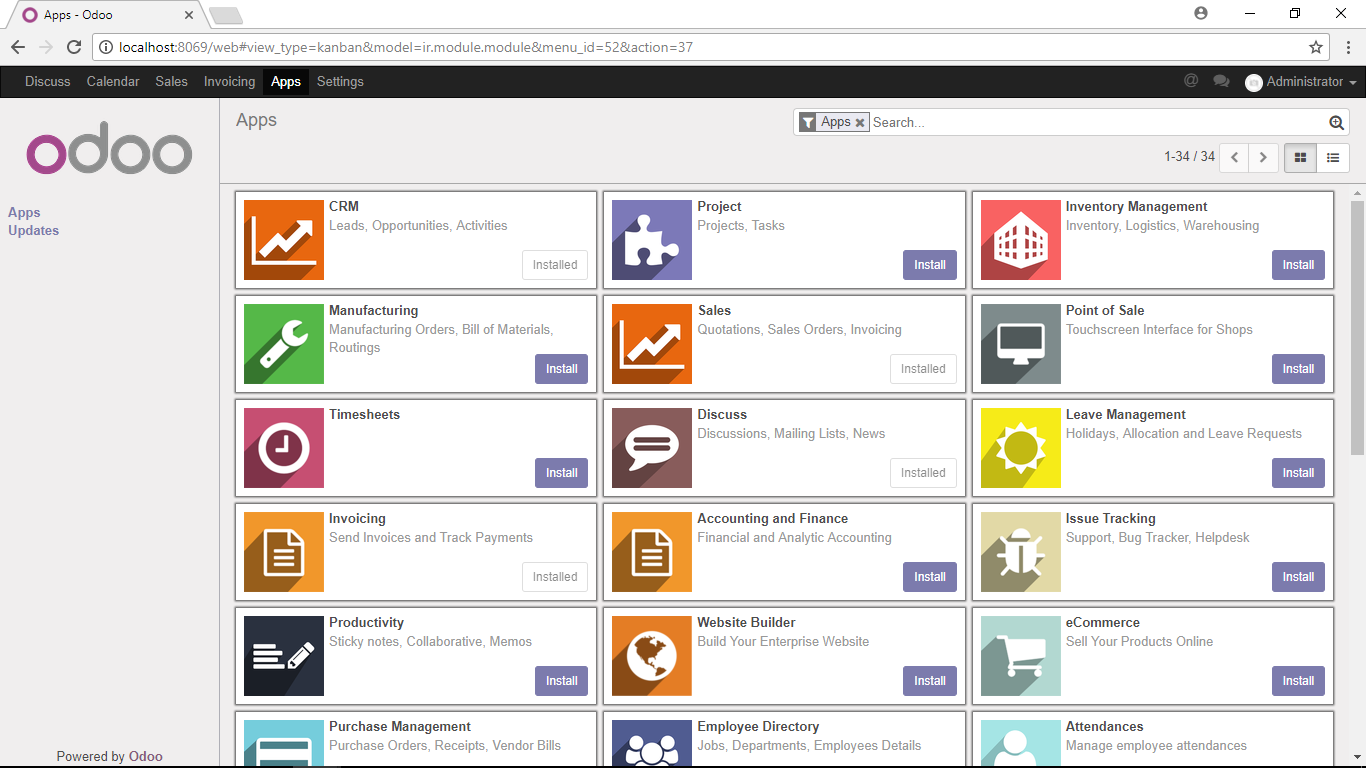 Apps - Odoo
localhost:8069/web#view_type=kanban&model=ir.module.module&menu_id=52&action=37
Discuss Calendar Sales Invoicing Apps Settings @ Administrator
odoo
Apps
Updates
Powered by Odoo
Apps
Apps Search...
1-34 / 34
CRM
Leads, Opportunities, Activities
Installed
Project
Projects, Tasks
Install
Inventory Management
Inventory, Logistics, Warehousing
Install
Manufacturing
Manufacturing Orders, Bill of Materials,
Routings
Install
Sales
Quotations, Sales Orders, Invoicing
Installed
Point of Sale
Touchscreen Interface for Shops
Install
Timesheets
Install
Discuss
Discussions, Mailing Lists, News
Installed
Leave Management
Holidays, Allocation and Leave Requests
Install
Invoicing
Send Invoices and Track Payments
Installed
Accounting and Finance
Financial and Analytic Accounting
Install
Issue Tracking
Support, Bug Tracker, Helpdesk
Install
Productivity
Sticky notes, Collaborative, Memos
Install
Website Builder
Build Your Enterprise Website
Install
eCommerce
Sell Your Products Online
Install
Purchase Management
Purchase Orders, Receipts, Vendor Bills
Employee Directory
Jobs, Departments, Employees Details
Attendances
Manage employee attendances